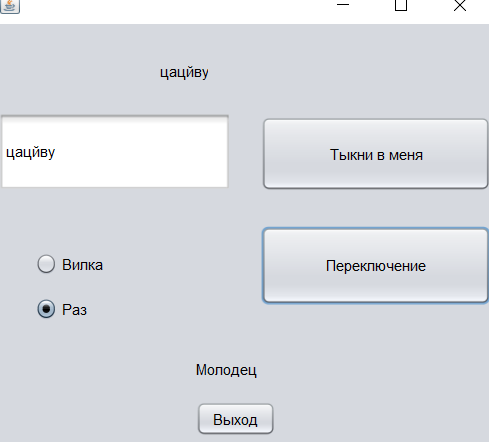 цацйву
цацйву
Тыкни в меня
Вилка
Переключение
Раз
Молодец
Выход